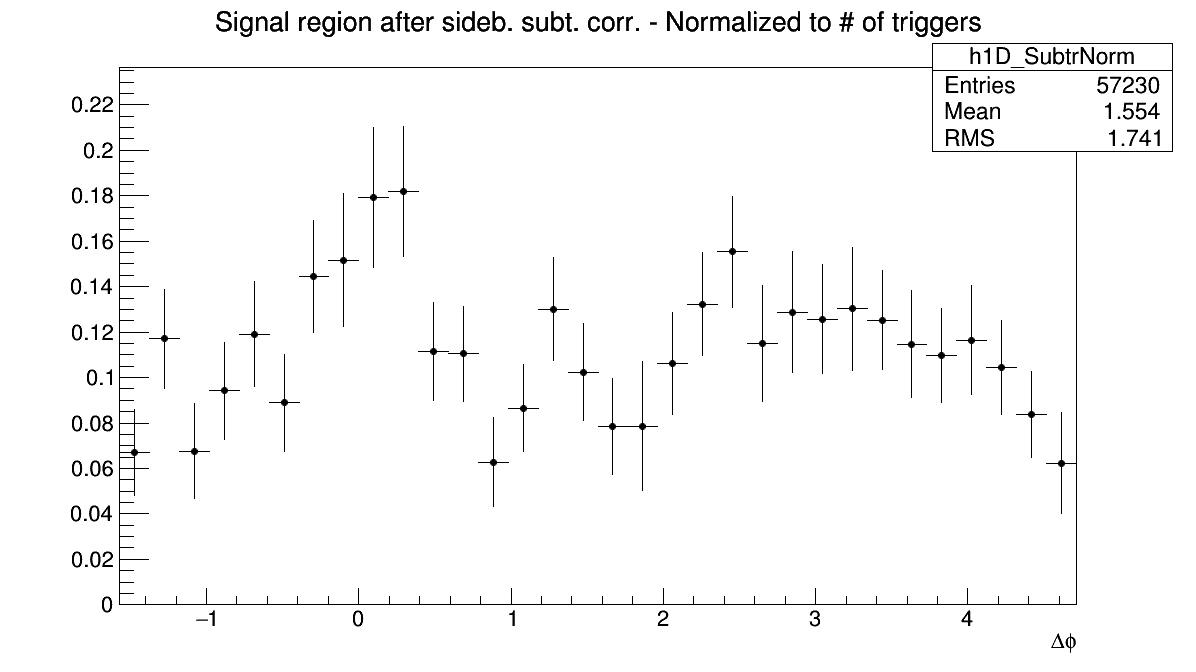 Signal region after sideb. subt. corr. - Normalized to # of triggers
h1D_SubtrNorm
Entries 57230
Mean 1.554
RMS 1.741
0.22
0.2
0.18
0.16
0.14
0.12
0.1
0.08
0.06
0.04
0.02
0
−1 0 1 2 3 4
Δϕ